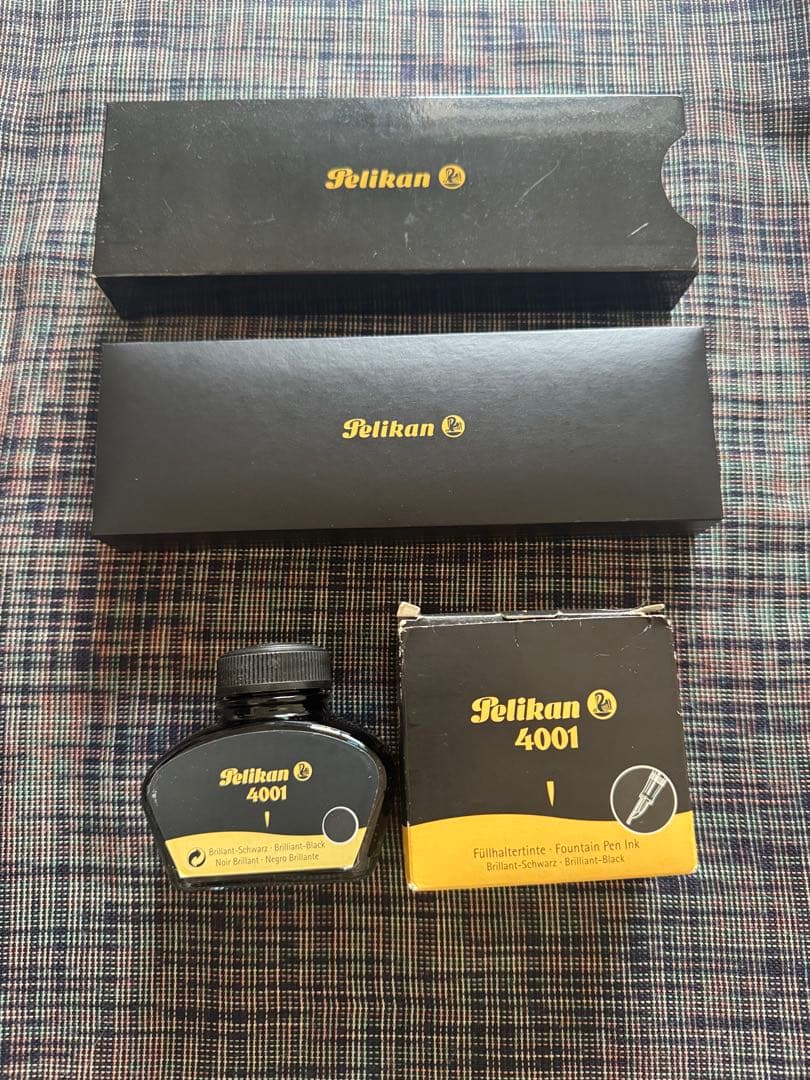 Pelikan
Pelikan
Pelikan
4001
Brillant-Schwarz · Brilliant-Black
Noir Brillant · Negro Brillante
Pelikan
4001
Füllhaltertinte · Fountain Pen Ink
Brillant-Schwarz · Brilliant-Black